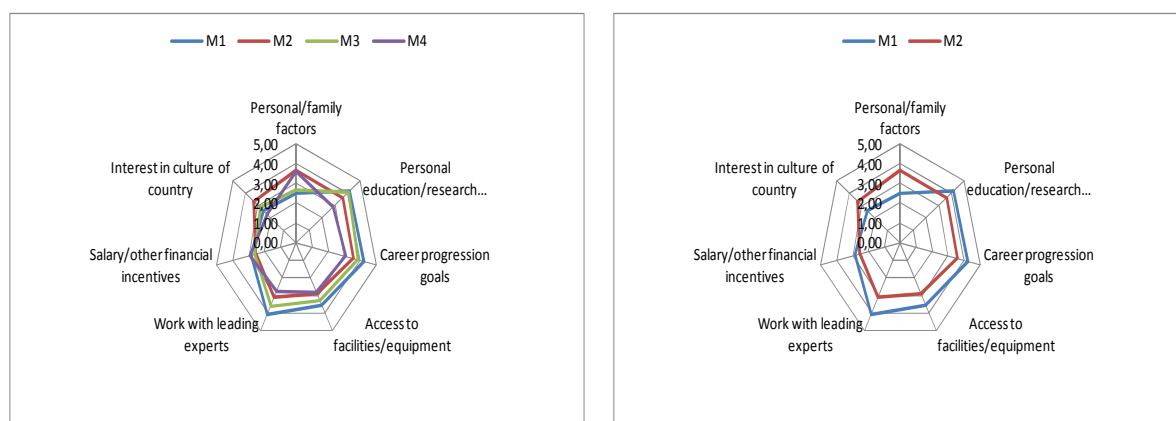 M1 M2 M3 M4
Personal/family
factors
Interest in culture of
country
Personal
education/research...
5,00
4,00
3,00
2,00
1,00
0,00
Salary/other financial
incentives
Career progression
goals
Work with leading
experts
Access to
facilities/equipment
M1 M2
Personal/family
factors
Interest in culture of
country
Personal
education/research...
5,00
4,00
3,00
2,00
1,00
0,00
Salary/other financial
incentives
Career progression
goals
Work with leading
experts
Access to
facilities/equipment